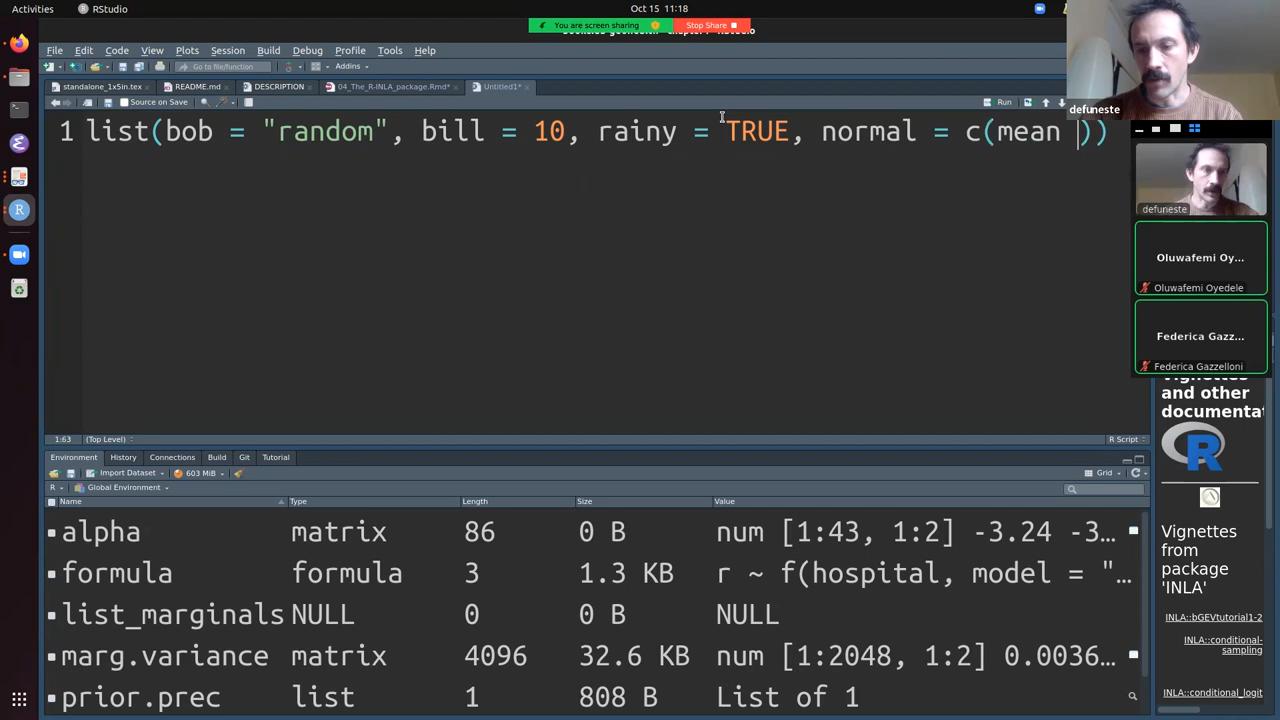 Activities
RStudio
Oct 15 11:18
You are screen sharing
Stop Share
File Edit Code View Plots Session Build Debug Profile Tools Help
Go to file/function
Addins
standalone_1x5in.tex
README.md
DESCRIPTION
04_The_R-INLA_package.Rmd*
Untitled1*
Source on Save
Run
defuneste
1 list(bob = "random", bill = 10, rainy = TRUE, normal = c(mean ))
defuneste
Oluwafemi Oy...
Oluwafemi Oyedele
Federica Gazz...
Federica Gazzelloni
Vignettes
and other
documentat
1:63
(Top Level)
R Script
Environment History Connections Build Git Tutorial
Import Dataset
603 MiB
Grid
R
Global Environment
Name Type Length Size Value
alpha matrix 86 0 B num [1:43, 1:2] -3.24 -3...
formula formula 3 1.3 KB r ~ f(hospital, model = "...
list_marginals NULL 0 0 B NULL
marg.variance matrix 4096 32.6 KB num [1:2048, 1:2] 0.0036...
prior.prec list 1 808 B List of 1
Vignettes
from
package
'INLA'
INLA::bGEVtutorial1-2
INLA::conditional-
sampling
INLA::conditional_logit